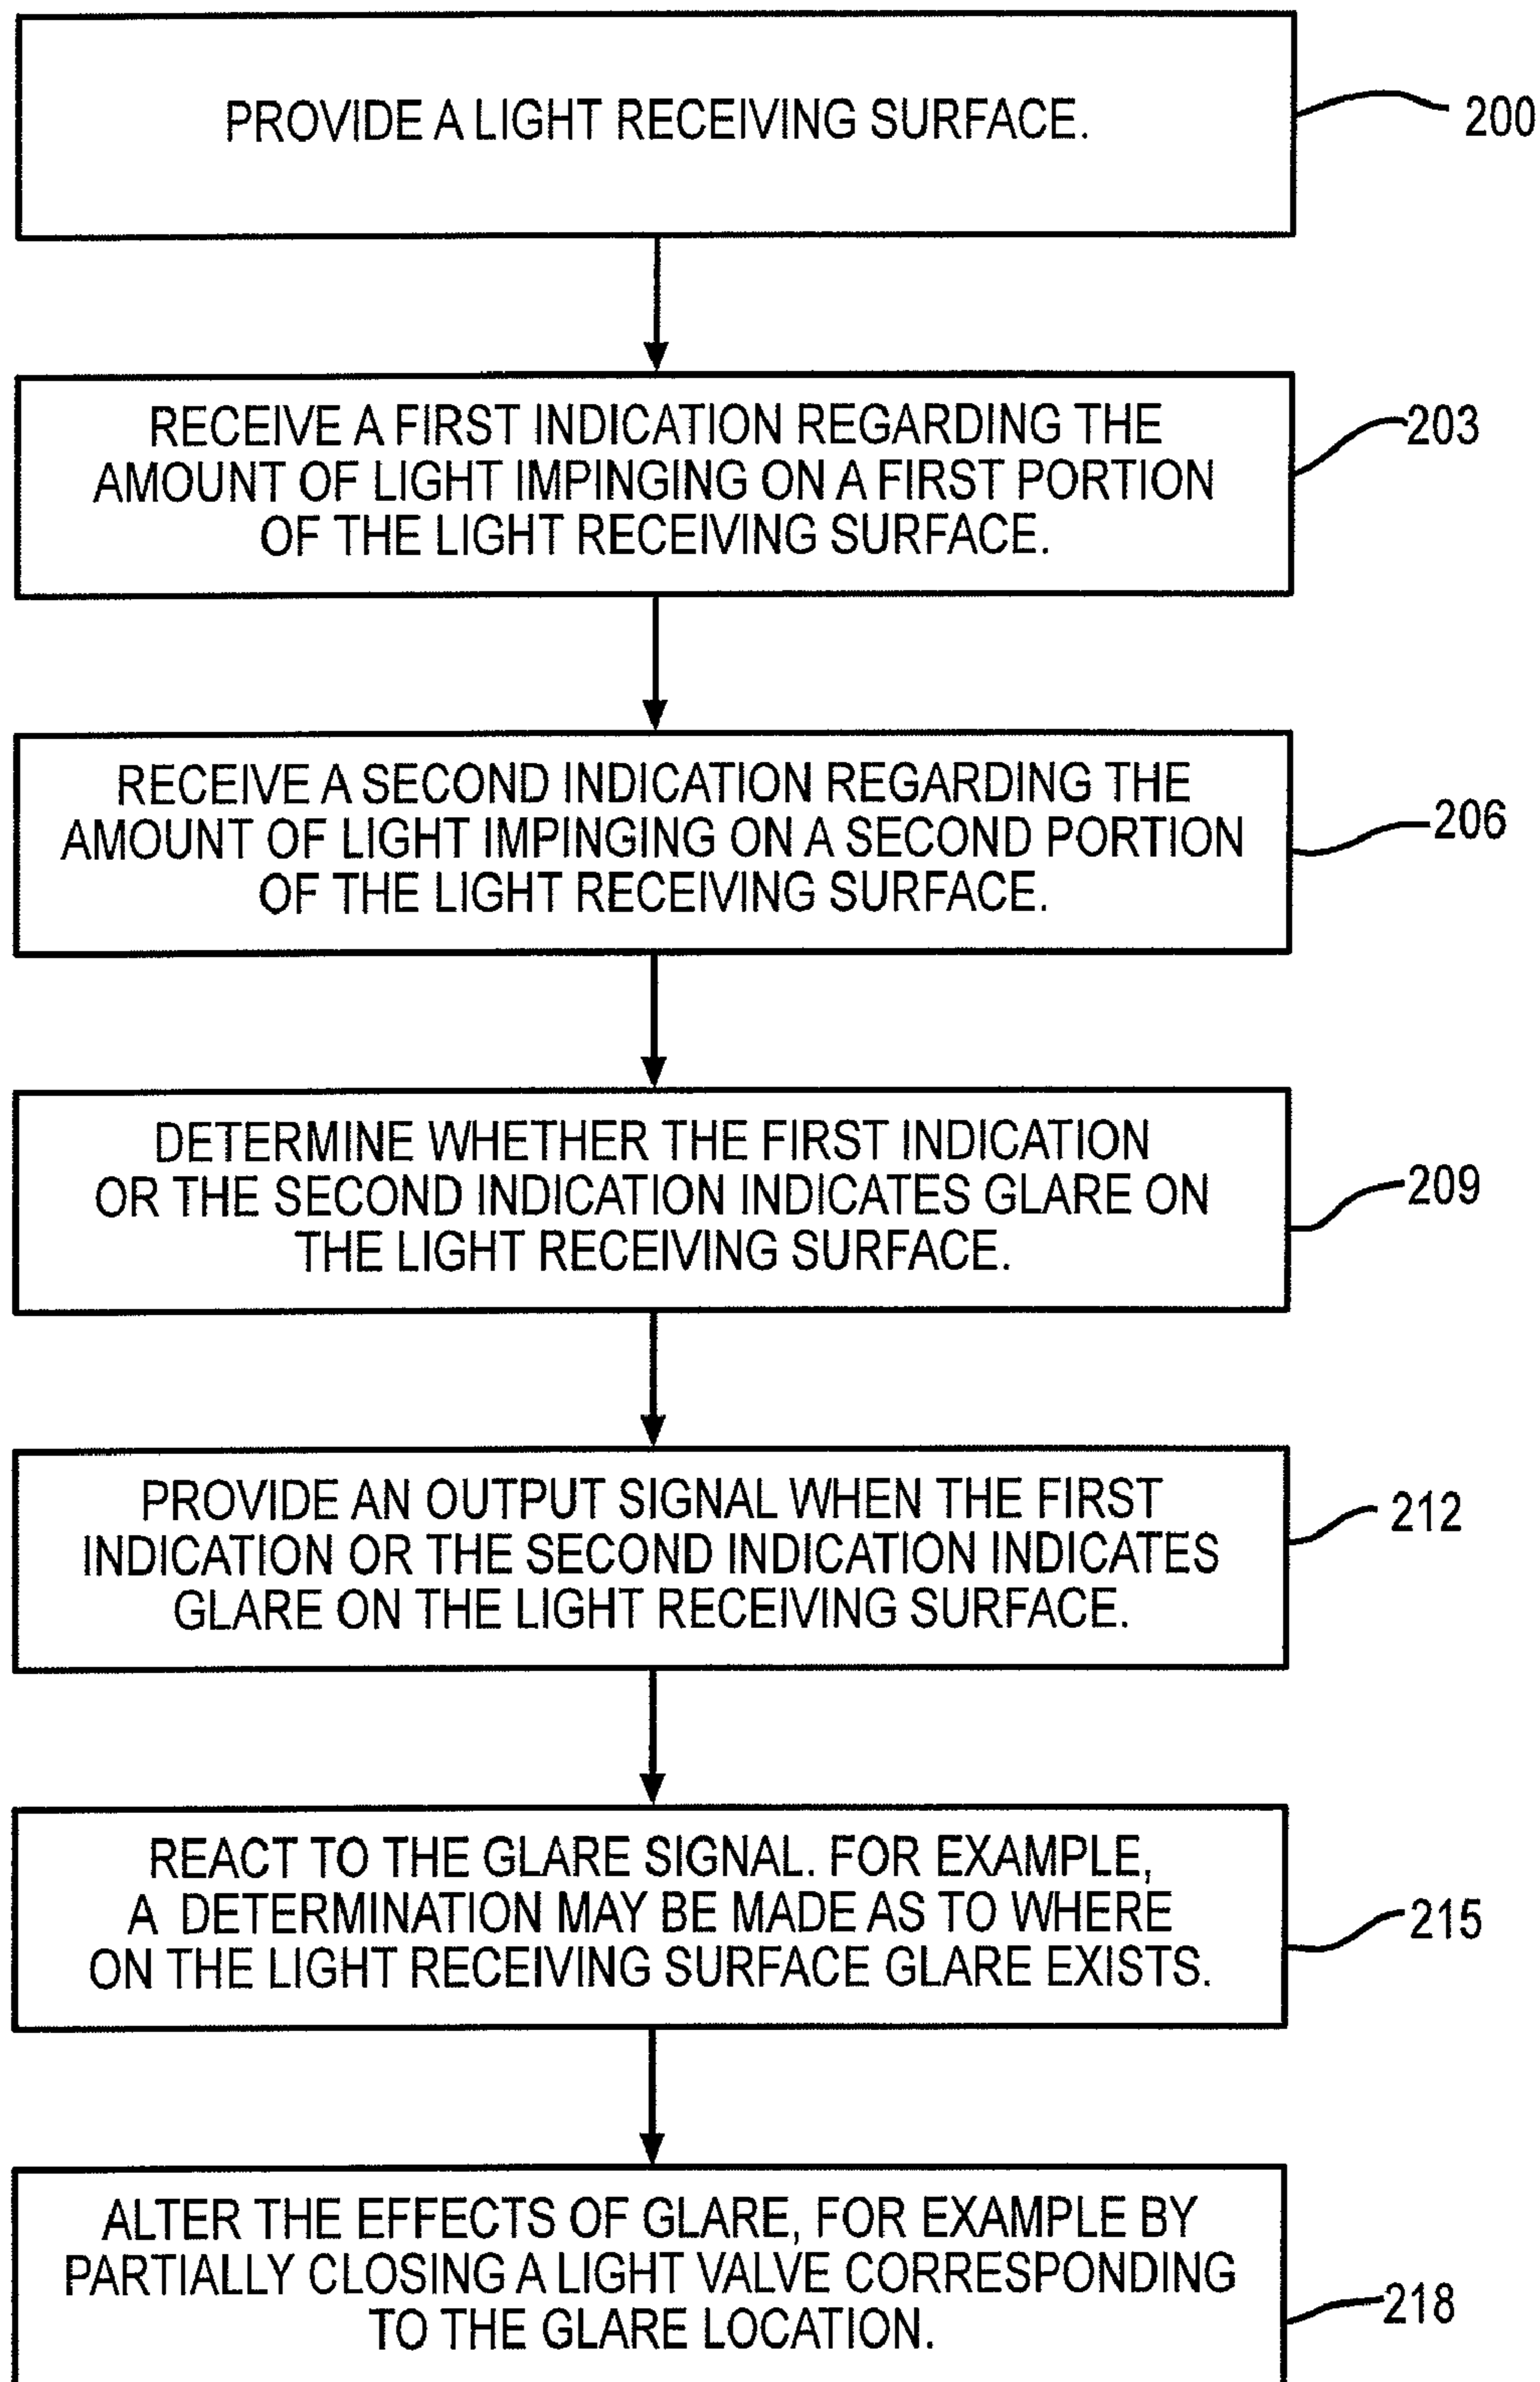 PROVIDE A LIGHT RECEIVING SURFACE.
200
RECEIVE A FIRST INDICATION REGARDING THE
AMOUNT OF LIGHT IMPINGING ON A FIRST PORTION
OF THE LIGHT RECEIVING SURFACE.
203
RECEIVE A SECOND INDICATION REGARDING THE
AMOUNT OF LIGHT IMPINGING ON A SECOND PORTION
OF THE LIGHT RECEIVING SURFACE.
206
DETERMINE WHETHER THE FIRST INDICATION
OR THE SECOND INDICATION INDICATES GLARE ON
THE LIGHT RECEIVING SURFACE.
209
PROVIDE AN OUTPUT SIGNAL WHEN THE FIRST
INDICATION OR THE SECOND INDICATION INDICATES
GLARE ON THE LIGHT RECEIVING SURFACE.
212
REACT TO THE GLARE SIGNAL. FOR EXAMPLE,
A DETERMINATION MAY BE MADE AS TO WHERE
ON THE LIGHT RECEIVING SURFACE GLARE EXISTS.
215
ALTER THE EFFECTS OF GLARE, FOR EXAMPLE BY
PARTIALLY CLOSING A LIGHT VALVE CORRESPONDING
TO THE GLARE LOCATION.
218